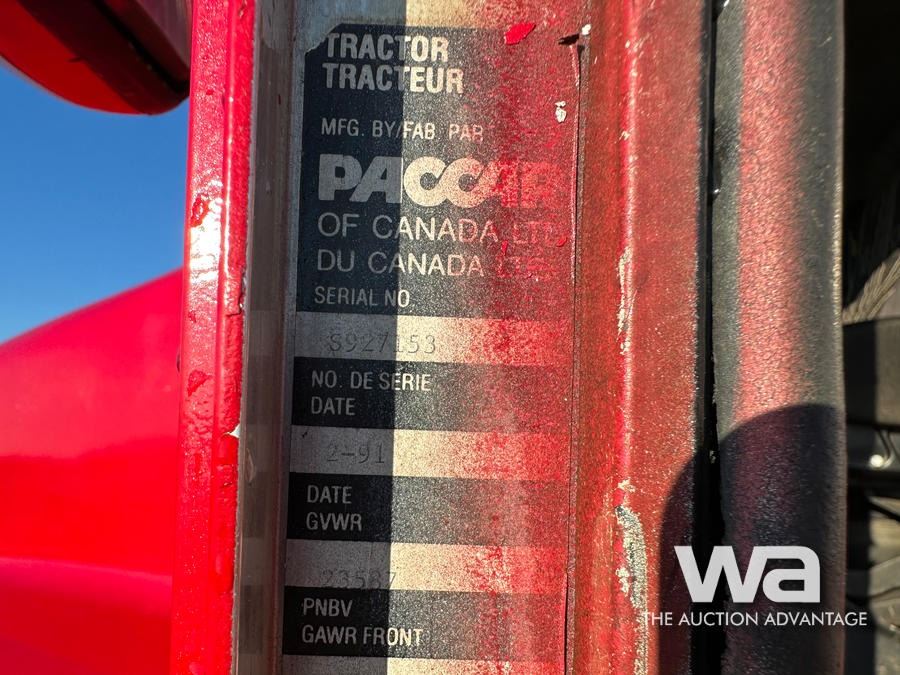 TRACTOR
TRACTEUR
MFG. BY/FAB PAR
PACCAR
OF CANADA LTD.
DU CANADA
SERIAL NO
S927153
NO. DE SÉRIE
DATE
2-91
DATE
GVWR
23587
PNBV
GAWR FRONT
wa
THE AUCTION ADVANTAGE